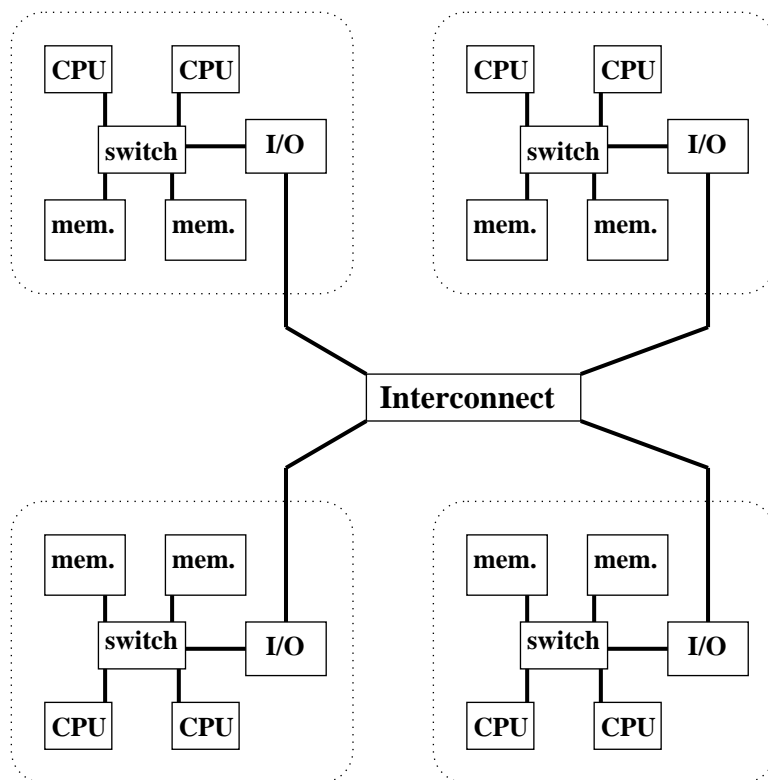 CPU CPU CPU CPU
switch I/O switch I/O
mem. mem. mem. mem.
Interconnect
mem. mem. mem. mem.
switch I/O switch I/O
CPU CPU CPU CPU